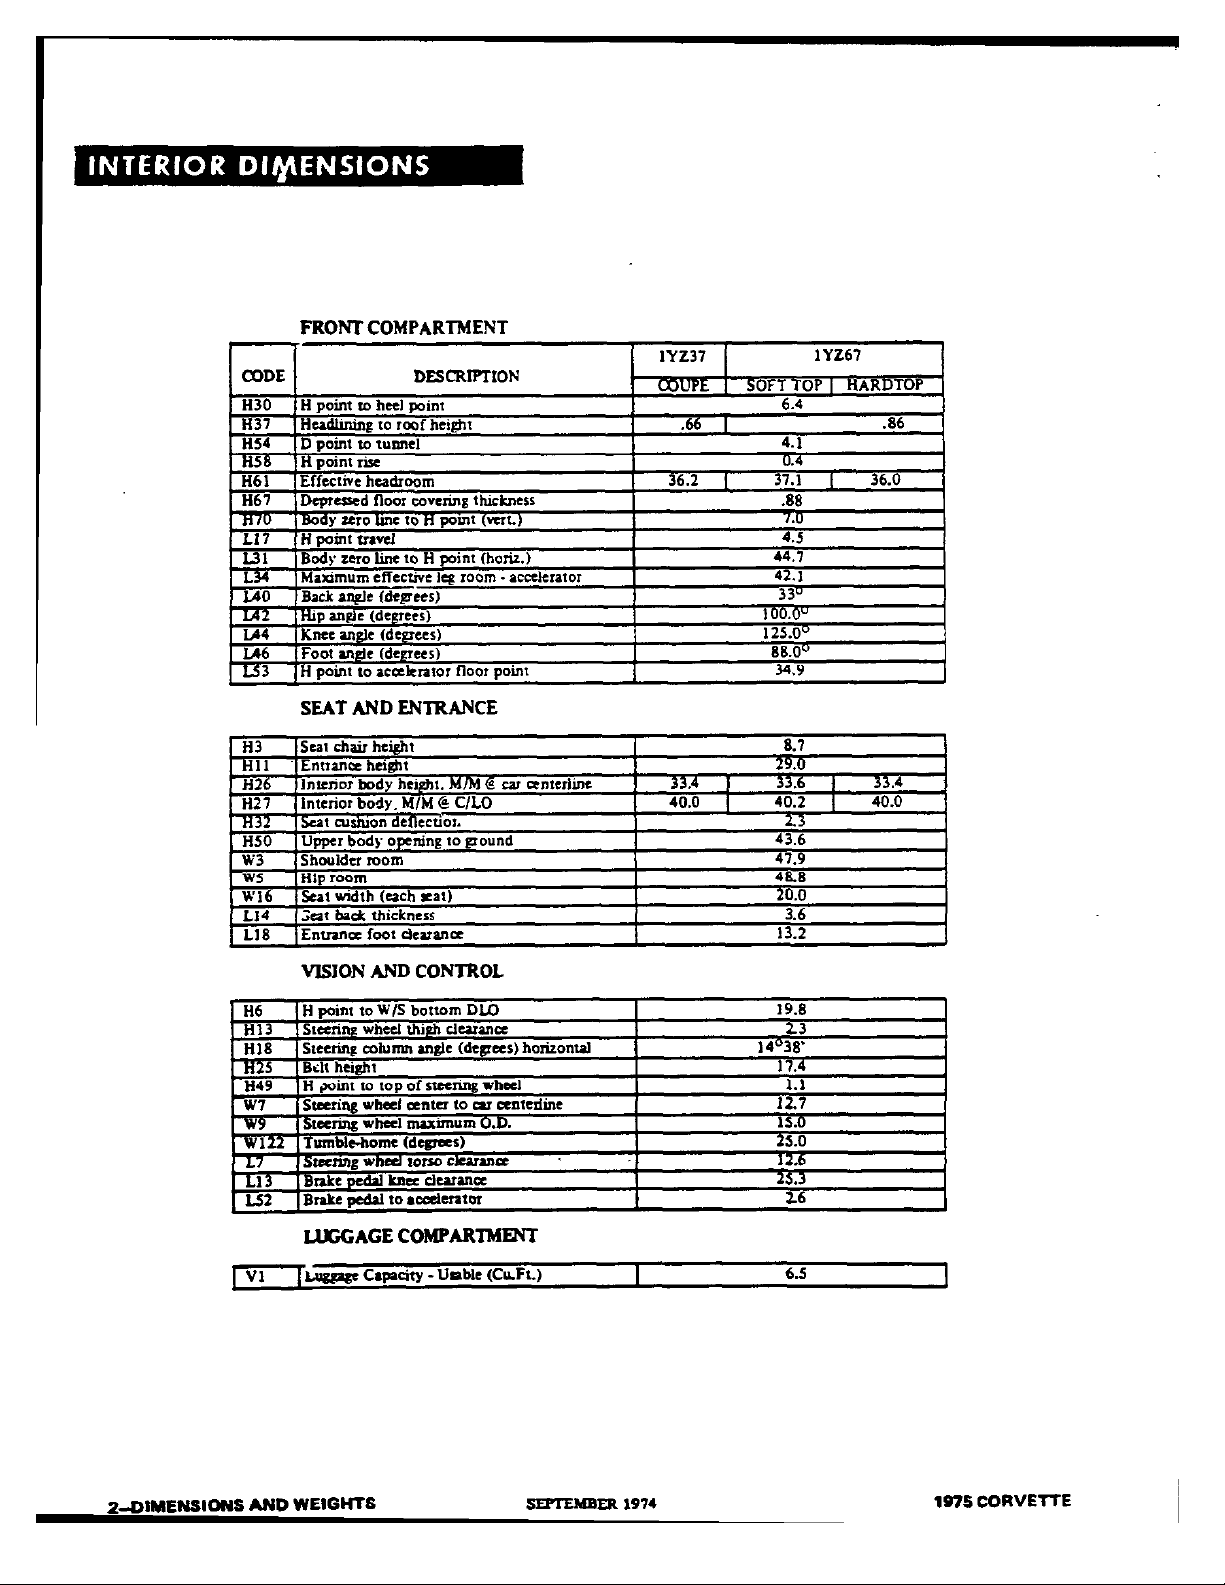 INTERIOR DIMENSIONS
FRONT COMPARTMENT
CODE DESCRIPTION 1YZ37 1YZ67
COUPE SOFT TOP HARDTOP
H30 H point to heel point 6.4
H37 Headlining to roof height .66 .86
H54 D point to tunnel 4.1
H58 H point rise 0.4
H61 Effective headroom 36.2 37.1 36.0
H67 Depressed floor covering thickness .88
H70 Body zero line to H point (vert.) 7.0
L17 H point travel 4.5
L31 Body zero line to H point (horiz.) 44.7
L34 Maximum effective leg room - accelerator 42.1
L40 Back angle (degrees) 33°
L42 Hip angle (degrees) 100.0°
L44 Knee angle (degrees) 125.0°
L46 Foot angle (degrees) 88.0°
L53 H point to accelerator floor point 34.9
SEAT AND ENTRANCE
H3 Seat chair height 8.7
H11 Entrance height 29.0
H26 Interior body height, M/M @ car centerline 33.4 33.6 33.4
H27 Interior body, M/M @ C/LO 40.0 40.2 40.0
H32 Seat cushion deflection 2.3
H50 Upper body opening to ground 43.6
W3 Shoulder room 47.9
W5 Hip room 48.8
W16 Seat width (each seat) 20.0
L14 Seat back thickness 3.6
L18 Entrance foot clearance 13.2
VISION AND CONTROL
H6 H point to W/S bottom DLO 19.8
H13 Steering wheel thigh clearance 2.3
H18 Steering column angle (degrees) horizontal 14°38'
H25 Belt height 17.4
H49 H point to top of steering wheel 1.1
W7 Steering wheel center to car centerline 12.7
W9 Steering wheel maximum O.D. 15.0
W122 Tumble-home (degrees) 25.0
L7 Steering wheel torso clearance 12.6
L13 Brake pedal knee clearance 25.3
L52 Brake pedal to accelerator 2.6
LUGGAGE COMPARTMENT
V1 Luggage Capacity - Usable (Cu.Ft.) 6.5
2-DIMENSIONS AND WEIGHTS SEPTEMBER 1974 1975 CORVETTE